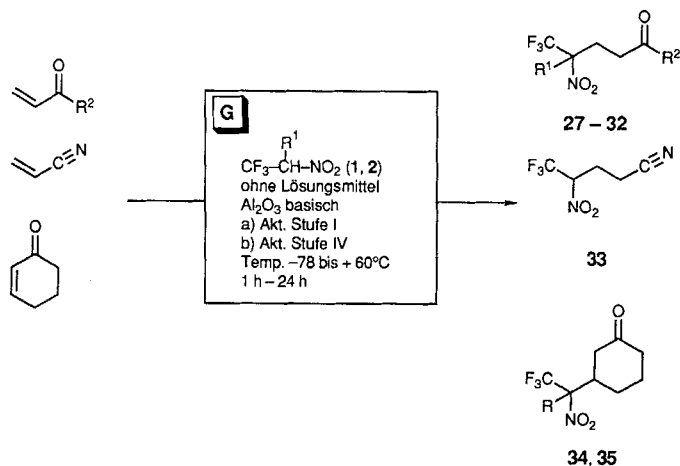 O
R²
N
O
G
R¹
CF₃–CH–NO₂ (1, 2)
ohne Lösungsmittel
Al₂O₃ basisch
a) Akt. Stufe I
b) Akt. Stufe IV
Temp. –78 bis + 60°C
1 h – 24 h
O
F₃C
R¹
R²
NO₂
27 – 32
F₃C
N
NO₂
33
O
F₃C
R
NO₂
34, 35